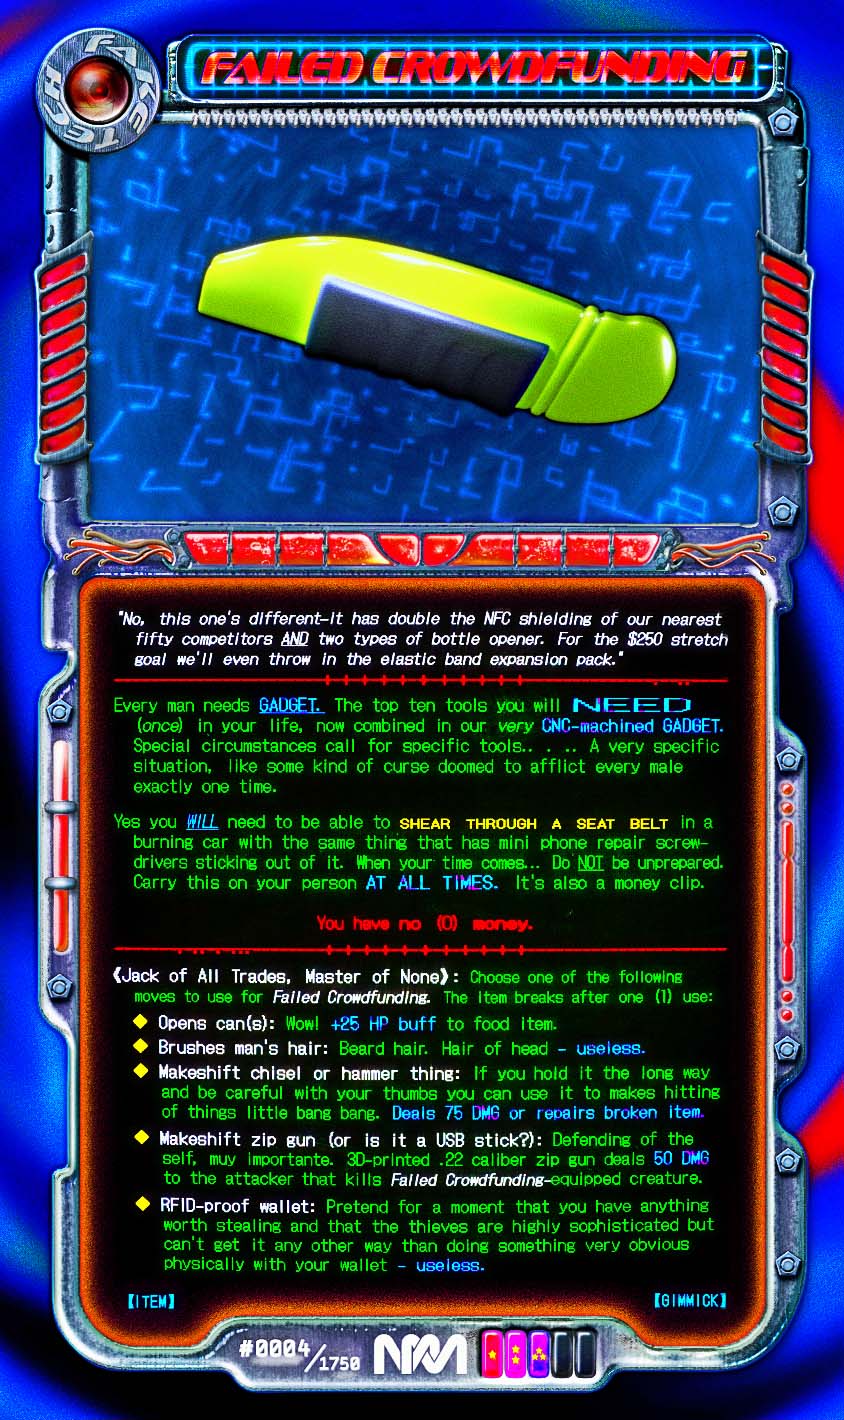 FAKE TECH
FAILED CROWDFUNDING
"No, this one's different-it has double the NFC shielding of our nearest
fifty competitors AND two types of bottle opener. For the $250 stretch
goal we'll even throw in the elastic band expansion pack."
Every man needs GADGET. The top ten tools you will NEED
(once) in your life, now combined in our very CNC-machined GADGET.
Special circumstances call for specific tools.. . .. A very specific
situation, like some kind of curse doomed to afflict every male
exactly one time.
Yes you WILL need to be able to SHEAR THROUGH A SEAT BELT in a
burning car with the same thing that has mini phone repair screw-
drivers sticking out of it. When your time comes... Do NOT be unprepared.
Carry this on your person AT ALL TIMES. It's also a money clip.
You have no (0) money.
《Jack of All Trades, Master of None》: Choose one of the following
moves to use for Failed Crowdfunding. The item breaks after one (1) use:
◆ Opens can(s): Wow! +25 HP buff to food item.
◆ Brushes man's hair: Beard hair. Hair of head - useless.
◆ Makeshift chisel or hammer thing: If you hold it the long way
and be careful with your thumbs you can use it to makes hitting
of things little bang bang. Deals 75 DMG or repairs broken item.
◆ Makeshift zip gun (or is it a USB stick?): Defending of the
self, muy importante. 3D-printed .22 caliber zip gun deals 50 DMG
to the attacker that kills Failed Crowdfunding-equipped creature.
◆ RFID-proof wallet: Pretend for a moment that you have anything
worth stealing and that the thieves are highly sophisticated but
can't get it any other way than doing something very obvious
physically with your wallet - useless.
【ITEM】 【GIMMICK】
#0004/1750 NPM